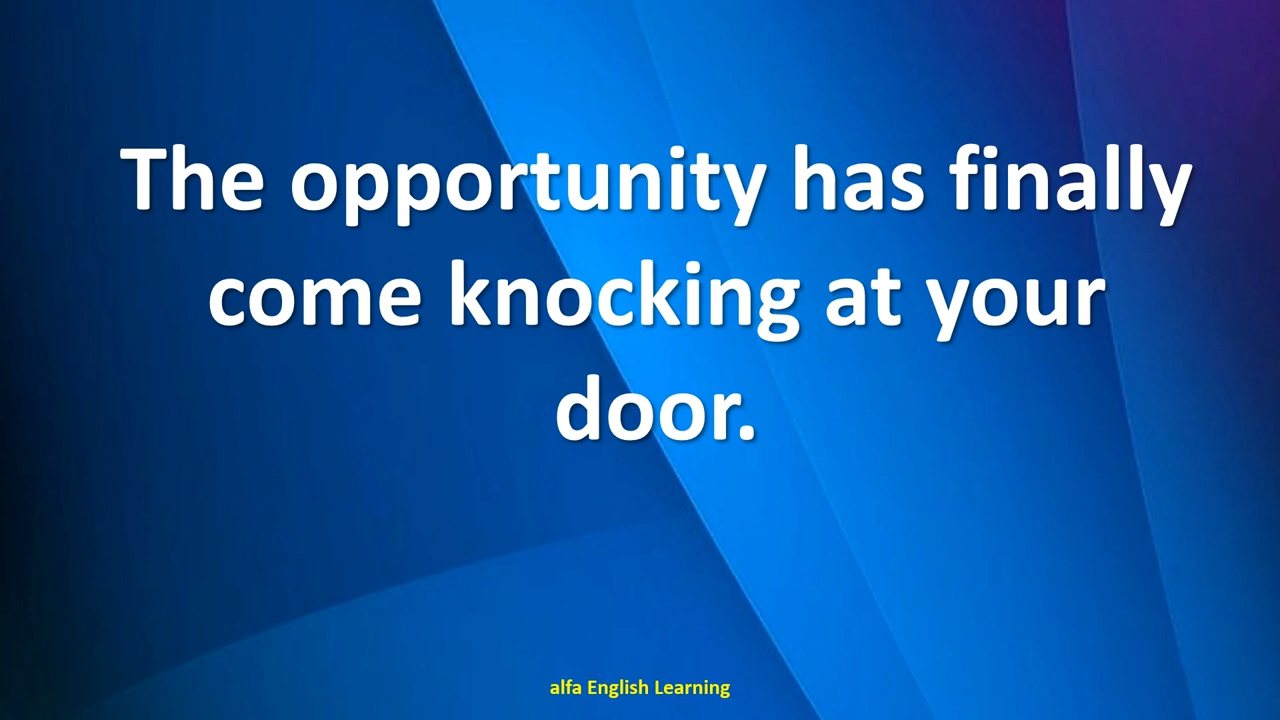 The opportunity has finally
come knocking at your
door.
alfa English Learning